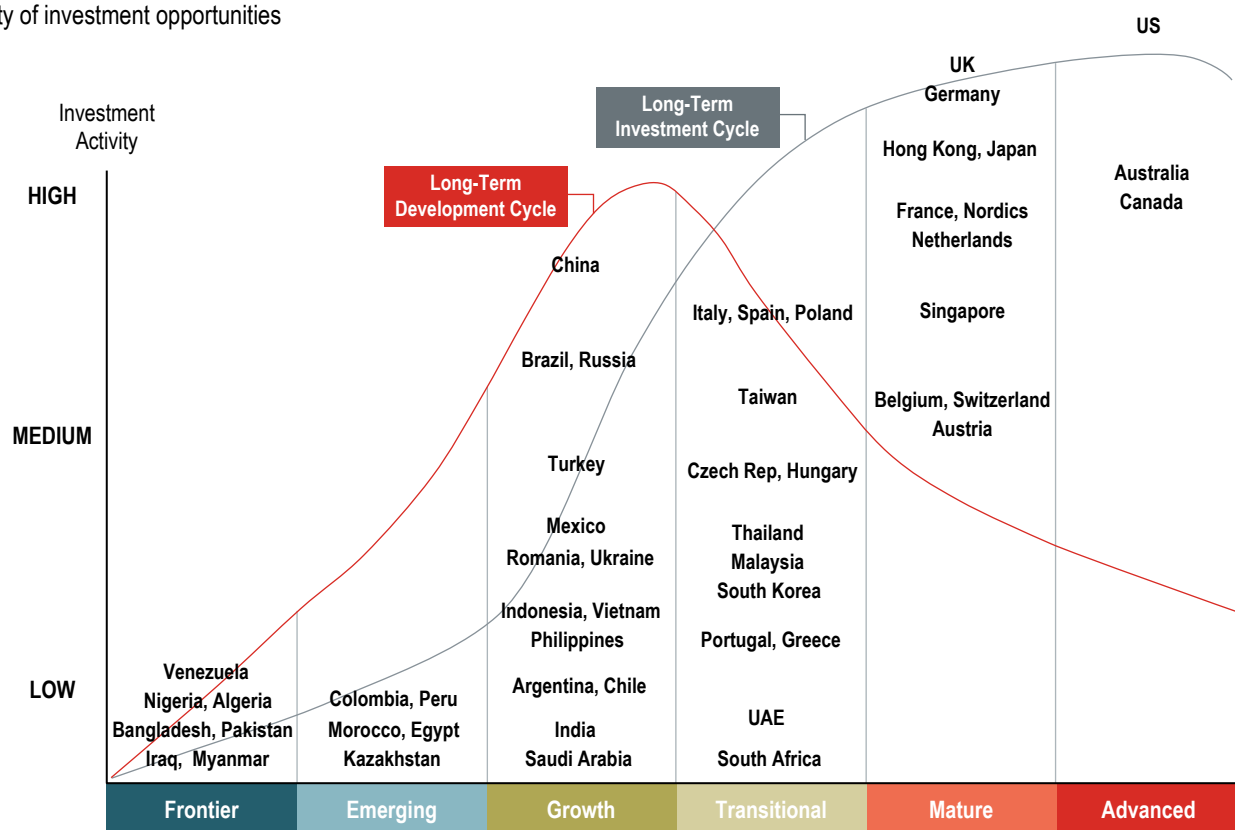 of investment opportunities
US
UK
Germany
Investment
Activity
Long-Term
Investment Cycle
Hong Kong, Japan
HIGH
Long-Term
Development Cycle
Australia
Canada
France, Nordics
Netherlands
China
Italy, Spain, Poland
Singapore
Brazil, Russia
Taiwan
Belgium, Switzerland
Austria
MEDIUM
Turkey
Czech Rep, Hungary
Mexico
Romania, Ukraine
Thailand
Malaysia
South Korea
Indonesia, Vietnam
Philippines
Portugal, Greece
LOW
Venezuela
Nigeria, Algeria
Bangladesh, Pakistan
Iraq, Myanmar
Colombia, Peru
Morocco, Egypt
Kazakhstan
Argentina, Chile
India
Saudi Arabia
UAE
South Africa
Frontier
Emerging
Growth
Transitional
Mature
Advanced